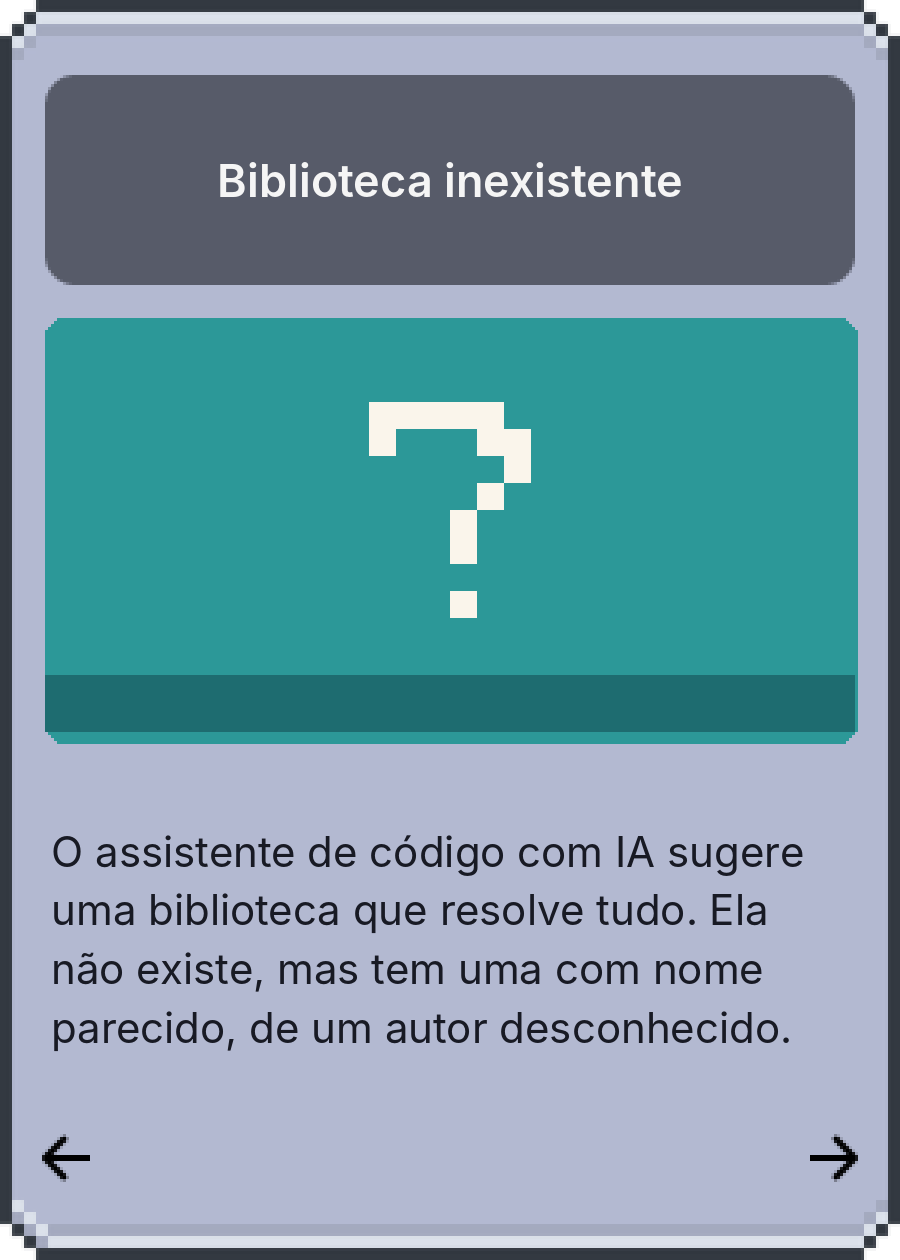 Biblioteca inexistente
O assistente de código com IA sugere
uma biblioteca que resolve tudo. Ela
não existe, mas tem uma com nome
parecido, de um autor desconhecido.